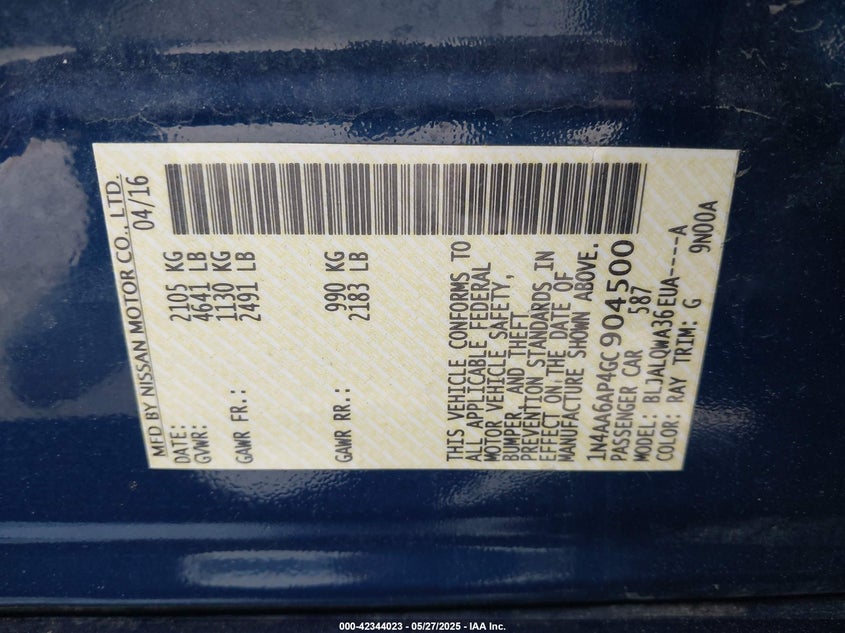 MFD BY NISSAN MOTOR CO., LTD.
DATE: 04/16
GVWR: 2105 KG
4641 LB
GAWR FR.: 1130 KG
2491 LB
GAWR RR.: 990 KG
2183 LB
THIS VEHICLE CONFORMS TO
ALL APPLICABLE FEDERAL
MOTOR VEHICLE SAFETY,
BUMPER, AND THEFT
PREVENTION STANDARDS IN
EFFECT ON THE DATE OF
MANUFACTURE SHOWN ABOVE.
1N4AA6AP4GC904500
PASSENGER CAR 587
MODEL: BLJALQWA36EUA----A
COLOR: RAY TRIM: G 9N00A
000-42344023 — 05/27/2025 - IAA Inc.